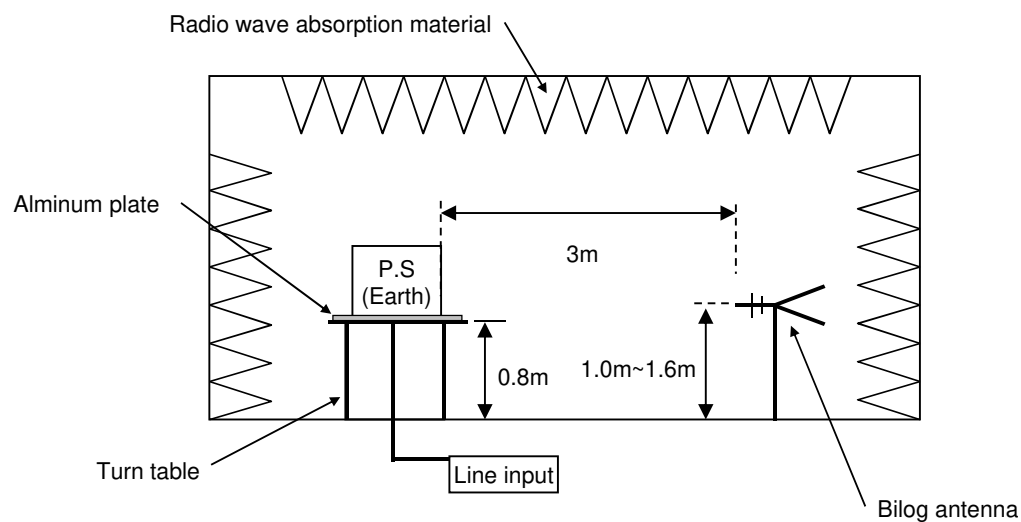 Radio wave absorption material
Alminum plate
3m
P.S
(Earth)
0.8m
1.0m~1.6m
Turn table
Line input
Bilog antenna